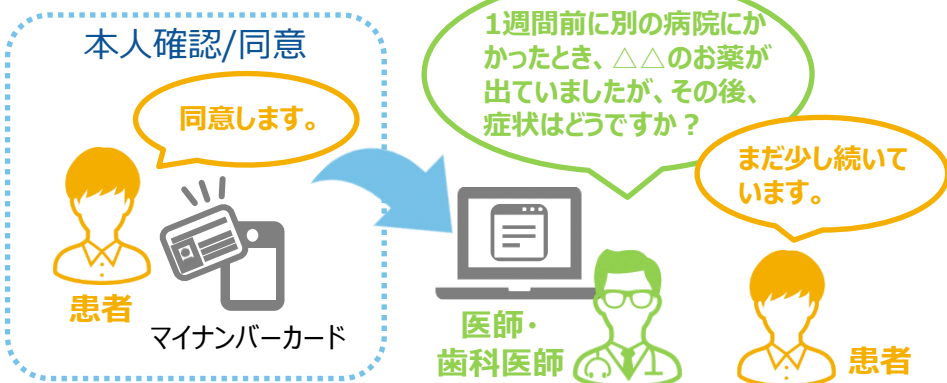 本人確認/同意
同意します。
患者
マイナンバーカード
1週間前に別の病院にか
かったとき、△△のお薬が
出ていましたが、その後、
症状はどうですか？
まだ少し続いて
います。
医師・
歯科医師
患者